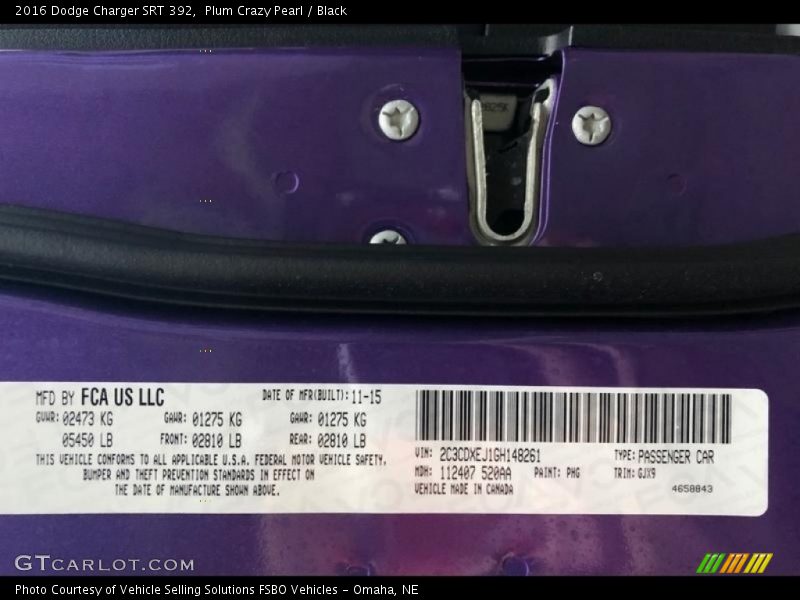 2016 Dodge Charger SRT 392,  Plum Crazy Pearl / Black
MFD BY FCA US LLC
DATE OF MFR(BUILT): 11-15
GVWR: 02473 KG GAWR: 01275 KG GAWR: 01275 KG
05450 LB FRONT: 02810 LB REAR: 02810 LB
THIS VEHICLE CONFORMS TO ALL APPLICABLE U.S.A. FEDERAL MOTOR VEHICLE SAFETY,
BUMPER AND THEFT PREVENTION STANDARDS IN EFFECT ON
THE DATE OF MANUFACTURE SHOWN ABOVE.
VIN: 2C3CDXEJ1GH148261 TYPE: PASSENGER CAR
MDH: 112407 520AA PAINT: PHG TRIM: GJX9
VEHICLE MADE IN CANADA 4658843
GTCARLOT.COM
Photo Courtesy of Vehicle Selling Solutions FSBO Vehicles – Omaha, NE